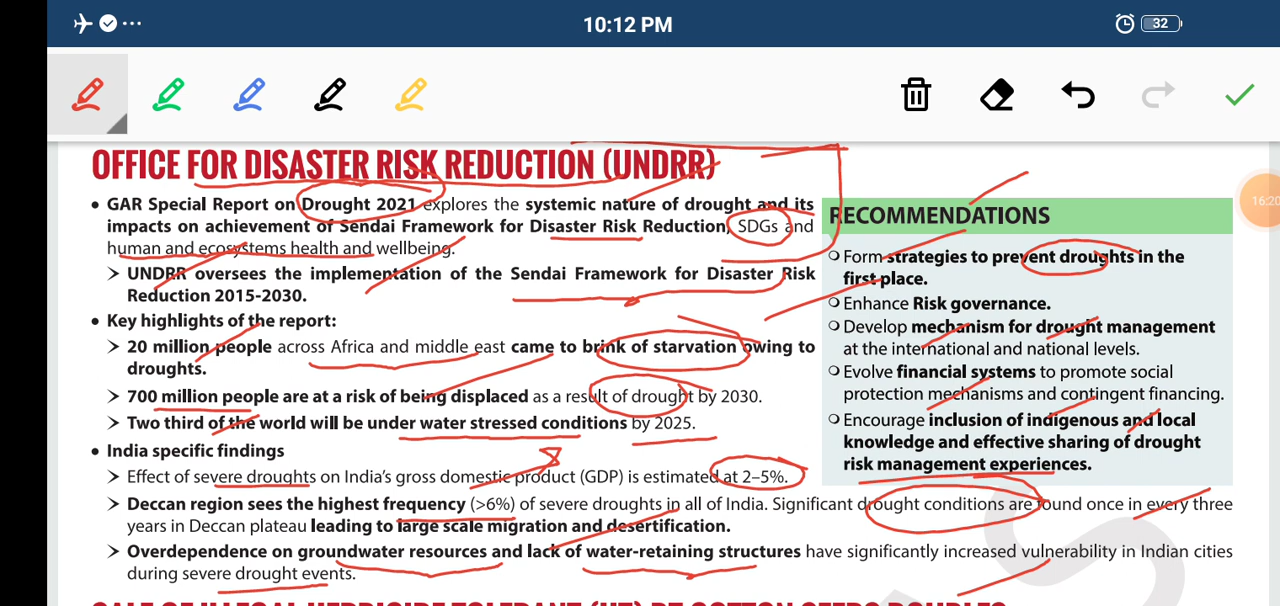 10:12 PM
32
OFFICE FOR DISASTER RISK REDUCTION (UNDRR)
• GAR Special Report on Drought 2021 explores the systemic nature of drought and its
impacts on achievement of Sendai Framework for Disaster Risk Reduction, SDGs and
human and ecosystems health and wellbeing.
➤ UNDRR oversees the implementation of the Sendai Framework for Disaster Risk
Reduction 2015-2030.
• Key highlights of the report:
➤ 20 million people across Africa and middle east came to brink of starvation owing to
droughts.
➤ 700 million people are at a risk of being displaced as a result of drought by 2030.
➤ Two third of the world will be under water stressed conditions by 2025.
• India specific findings
➤ Effect of severe droughts on India's gross domestic product (GDP) is estimated at 2–5%.
➤ Deccan region sees the highest frequency (>6%) of severe droughts in all of India. Significant drought conditions are found once in every three
years in Deccan plateau leading to large scale migration and desertification.
➤ Overdependence on groundwater resources and lack of water-retaining structures have significantly increased vulnerability in Indian cities
during severe drought events.
RECOMMENDATIONS
○ Form strategies to prevent droughts in the
first place.
○ Enhance Risk governance.
○ Develop mechanism for drought management
at the international and national levels.
○ Evolve financial systems to promote social
protection mechanisms and contingent financing.
○ Encourage inclusion of indigenous and local
knowledge and effective sharing of drought
risk management experiences.
16:20